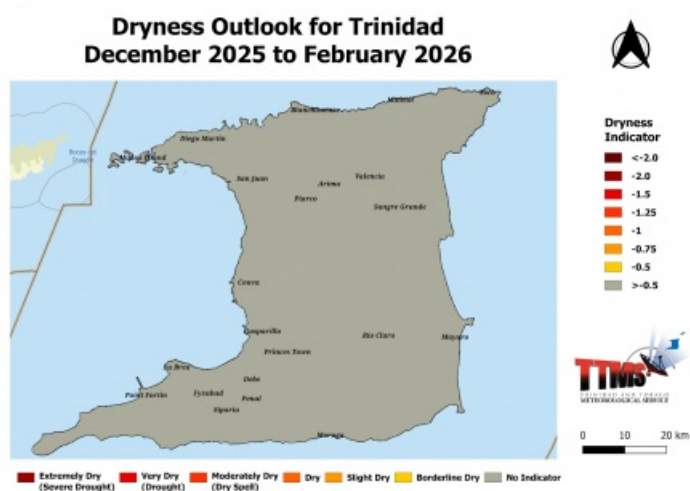 Dryness Outlook for Trinidad
December 2025 to February 2026
Dryness
Indicator
<-2.0
-2.0
-1.5
-1.25
-1
-0.75
-0.5
>-0.5
Diego Martin
San Juan
Arima
Valencia
Piarco
Sangre Grande
Couva
Rio Claro
Mayaro
Princes Town
La Brea
Debe
Point Fortin
Fyzabad
Penal
Siparia
Moruga
TTMS
TRINIDAD AND TOBAGO
METEOROLOGICAL SERVICE
0 10 20 km
Extremely Dry
(Severe Drought)
Very Dry
(Drought)
Moderately Dry
(Dry Spell)
Dry
Slight Dry
Borderline Dry
No Indicator